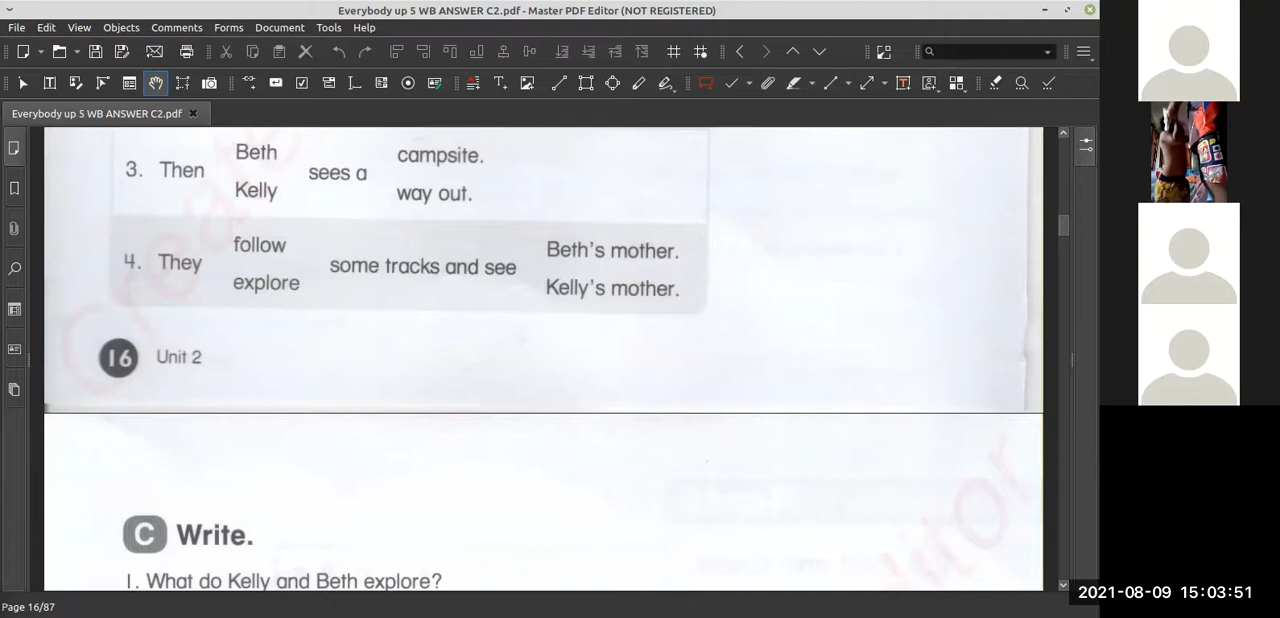 Everybody up 5 WB ANSWER C2.pdf - Master PDF Editor (NOT REGISTERED)
File Edit View Objects Comments Forms Document Tools Help
Everybody up 5 WB ANSWER C2.pdf
3. Then Beth Kelly sees a campsite. way out.
4. They follow explore some tracks and see Beth's mother. Kelly's mother.
16 Unit 2
C Write.
1. What do Kelly and Beth explore?
Page 16/87
2021-08-09 15:03:51